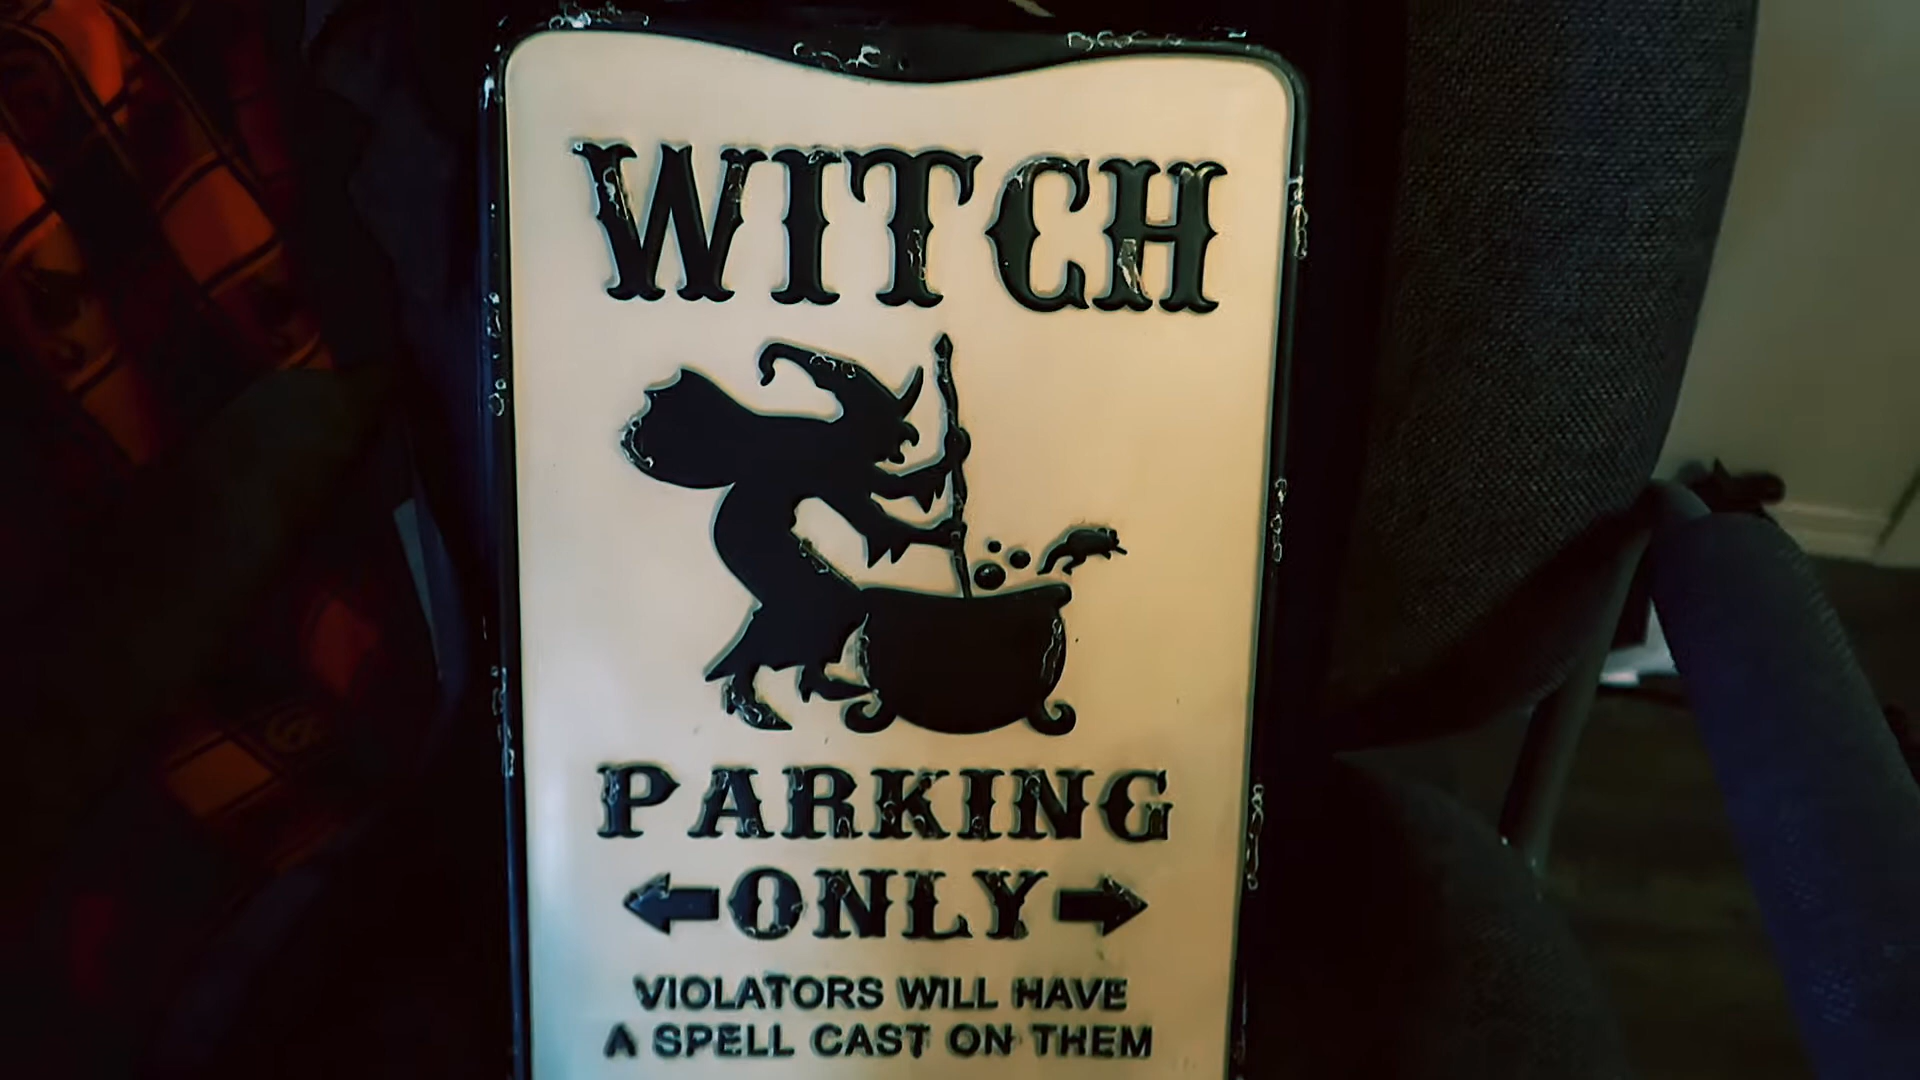 WITCH
PARKING
ONLY
VIOLATORS WILL HAVE
A SPELL CAST ON THEM